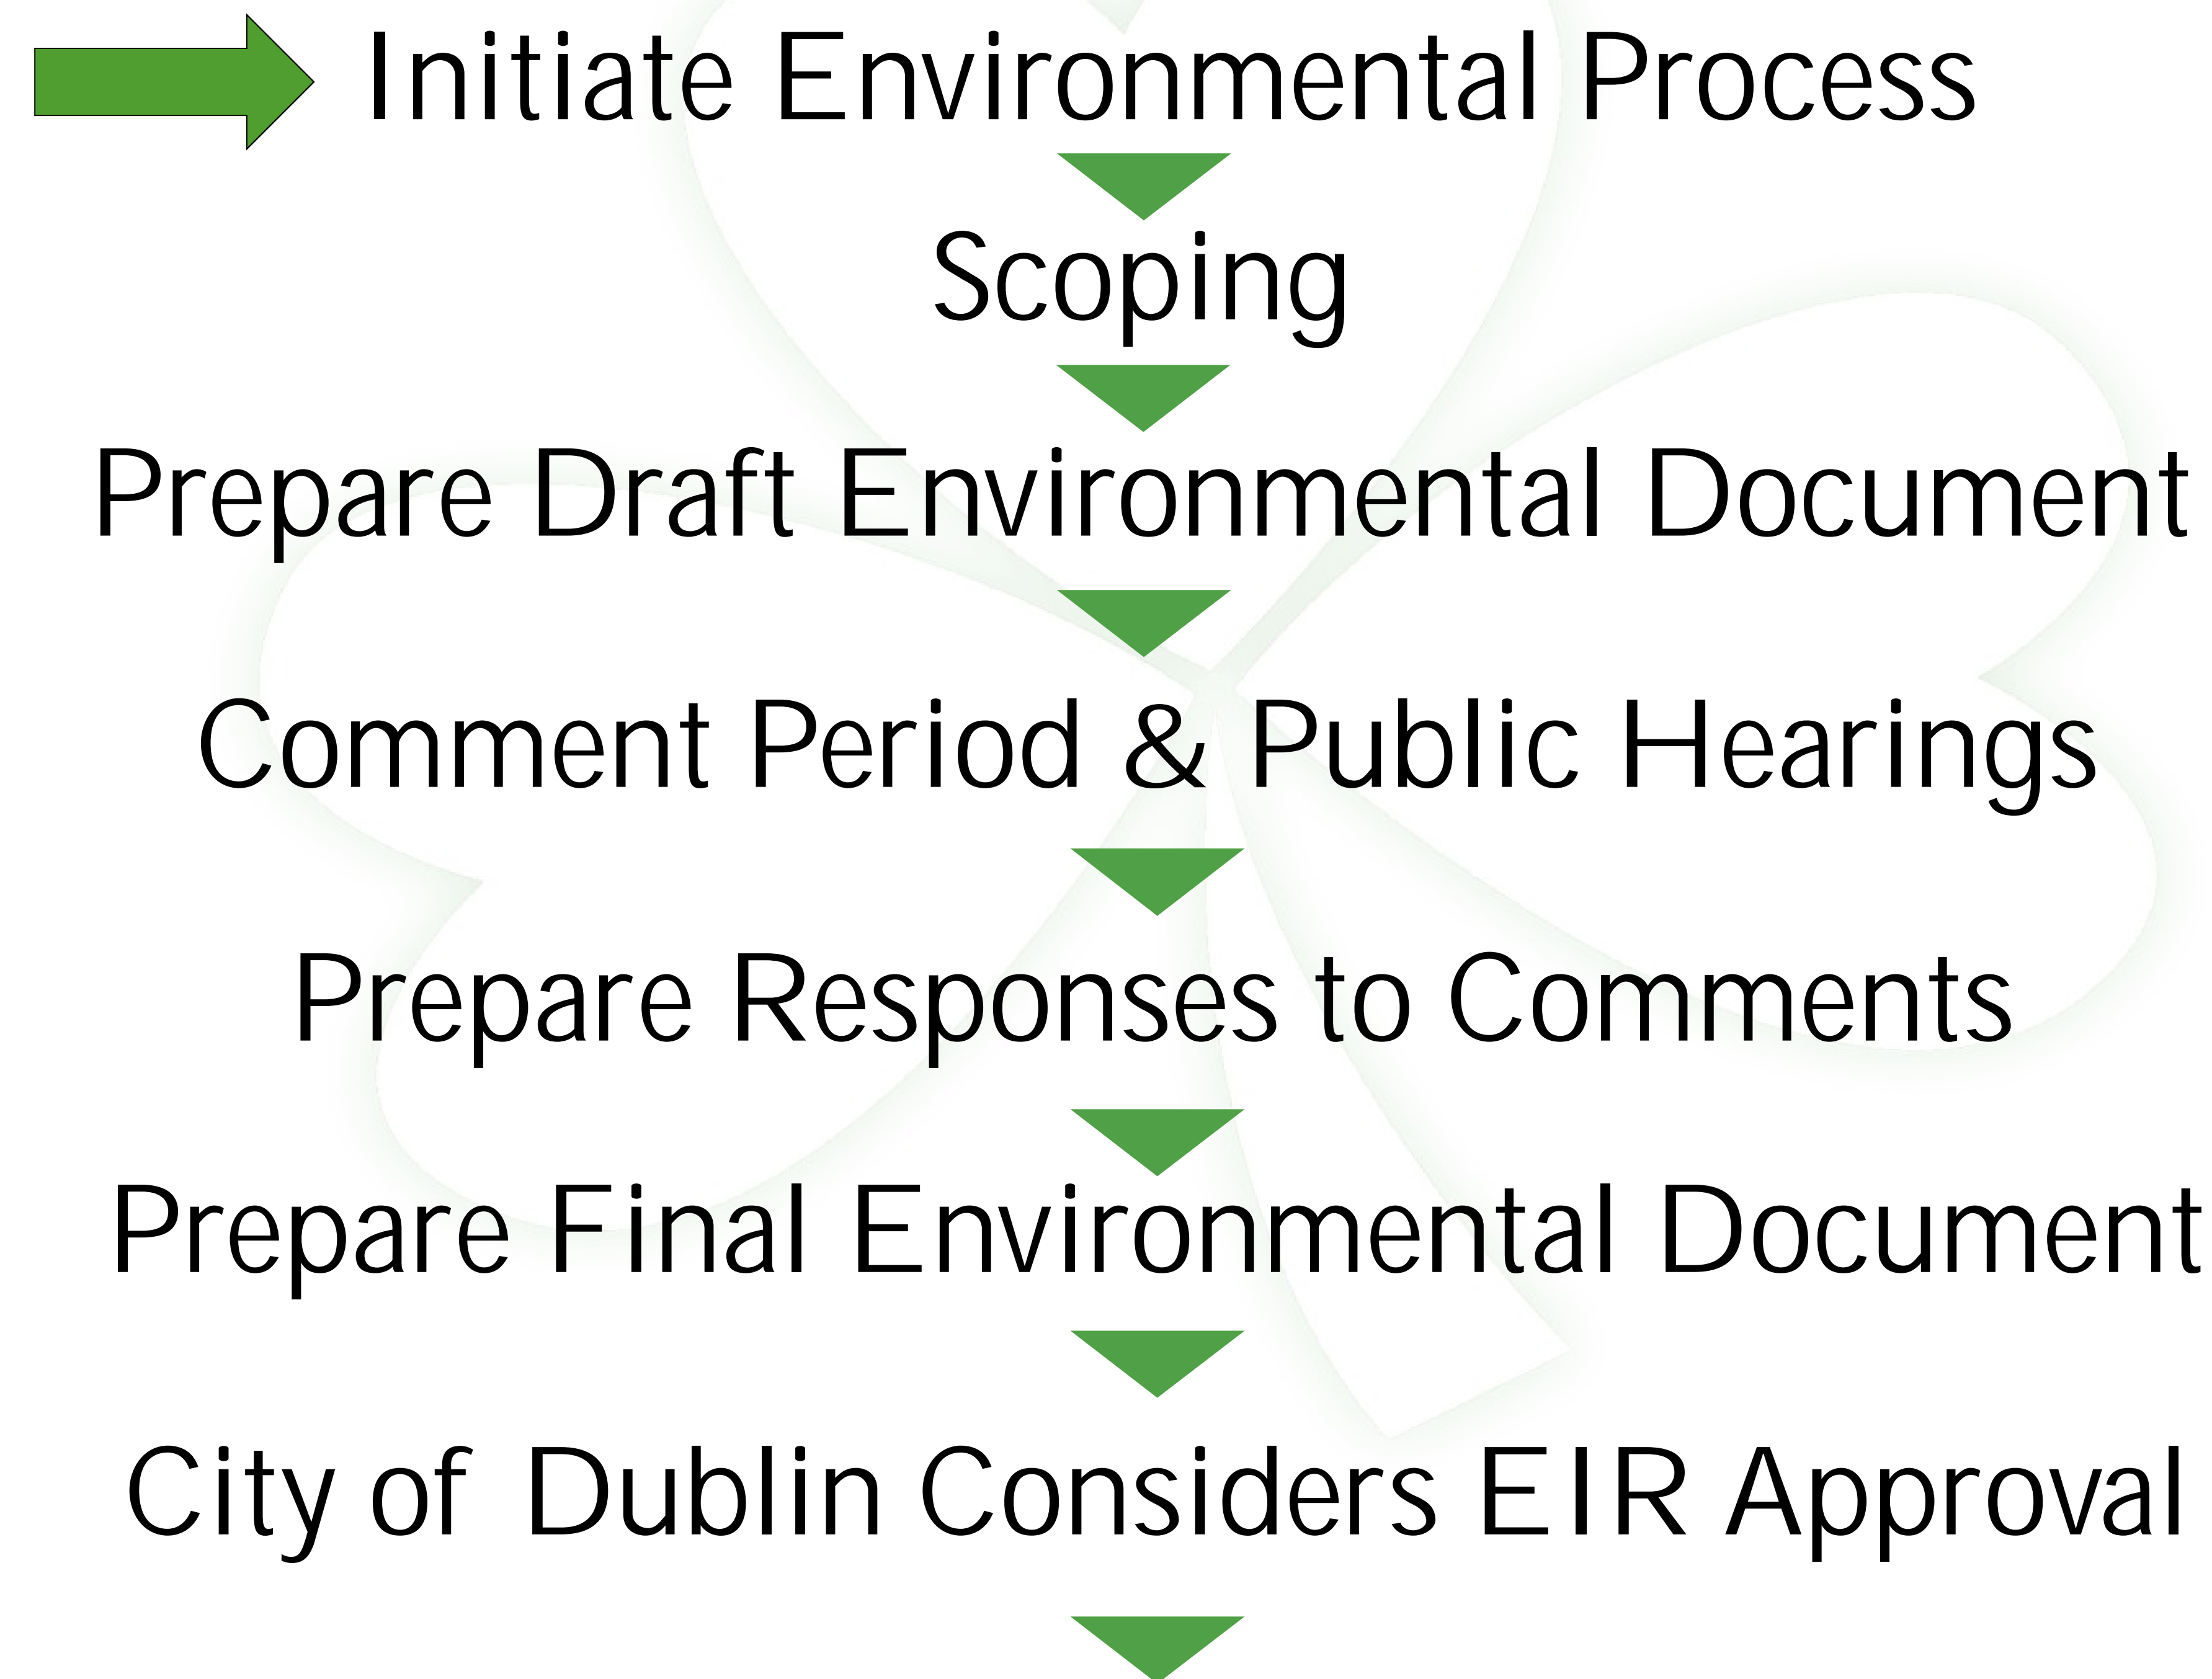 Initiate Environmental Process
Scoping
Prepare Draft Environmental Document
Comment Period & Public Hearings
Prepare Responses to Comments
Prepare Final Environmental Document
City of Dublin Considers EIR Approval